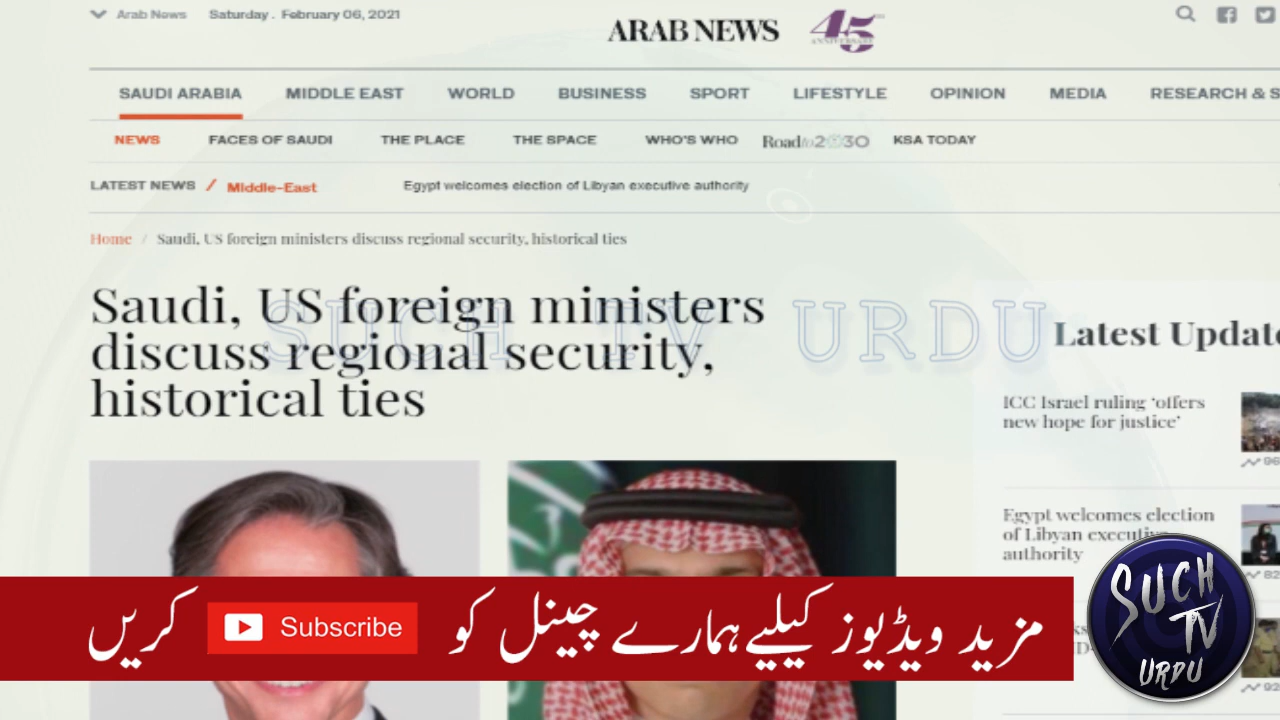 Arab News Saturday . February 06, 2021
ARAB NEWS 45 ANNIVERSARY
SAUDI ARABIA MIDDLE EAST WORLD BUSINESS SPORT LIFESTYLE OPINION MEDIA RESEARCH & S
NEWS FACES OF SAUDI THE PLACE THE SPACE WHO'S WHO Road to 2030 KSA TODAY
LATEST NEWS / Middle-East Egypt welcomes election of Libyan executive authority
Home / Saudi, US foreign ministers discuss regional security, historical ties
Saudi, US foreign ministers
discuss regional security,
historical ties
SUCH TV URDU
Latest Update
ICC Israel ruling 'offers
new hope for justice'
96
Egypt welcomes election
of Libyan executive
authority
82
92
مزید ویڈیوز کیلیے ہمارے چینل کو Subscribe کریں
SUCH
TV
URDU